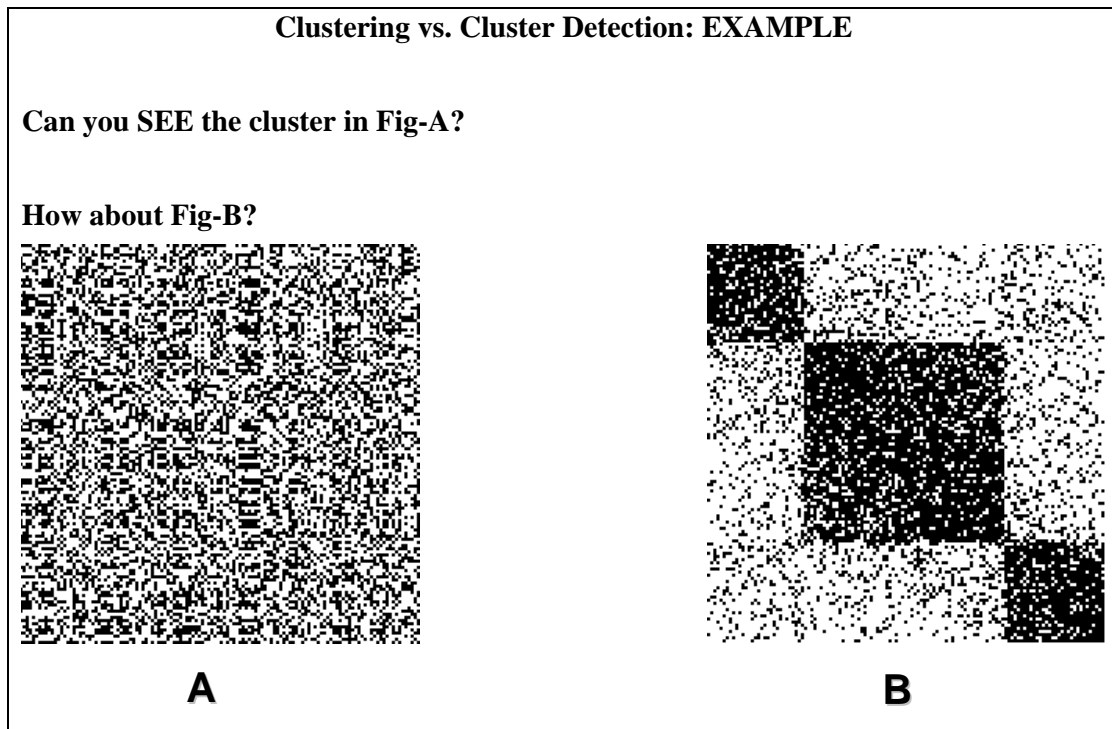 Clustering vs. Cluster Detection: EXAMPLE
Can you SEE the cluster in Fig-A?
How about Fig-B?
A
B